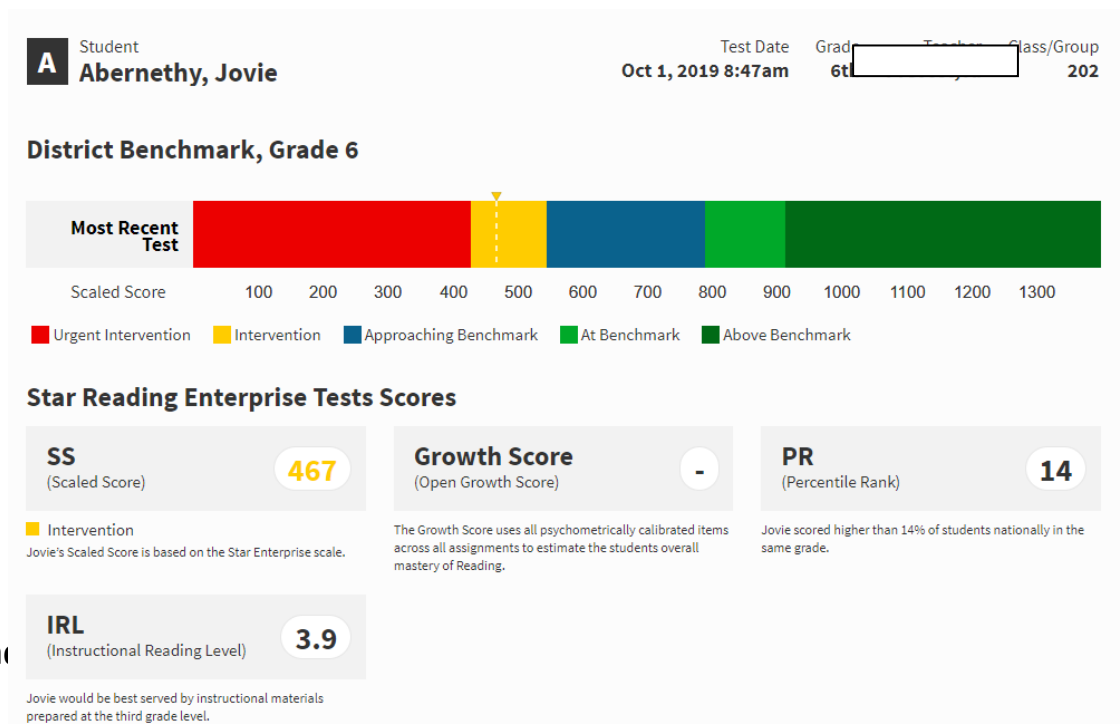 A
Student
Abernethy, Jovie
Test Date
Oct 1, 2019 8:47am
Class/Group
202
District Benchmark, Grade 6
Most Recent
Test
Scaled Score 100 200 300 400 500 600 700 800 900 1000 1100 1200 1300
Urgent Intervention Intervention Approaching Benchmark At Benchmark Above Benchmark
Star Reading Enterprise Tests Scores
SS
(Scaled Score)
467
Intervention
Jovie's Scaled Score is based on the Star Enterprise scale.
Growth Score
(Open Growth Score)
-
The Growth Score uses all psychometrically calibrated items
across all assignments to estimate the students overall
mastery of Reading.
PR
(Percentile Rank)
14
Jovie scored higher than 14% of students nationally in the
same grade.
IRL
(Instructional Reading Level)
3.9
Jovie would be best served by instructional materials
prepared at the third grade level.